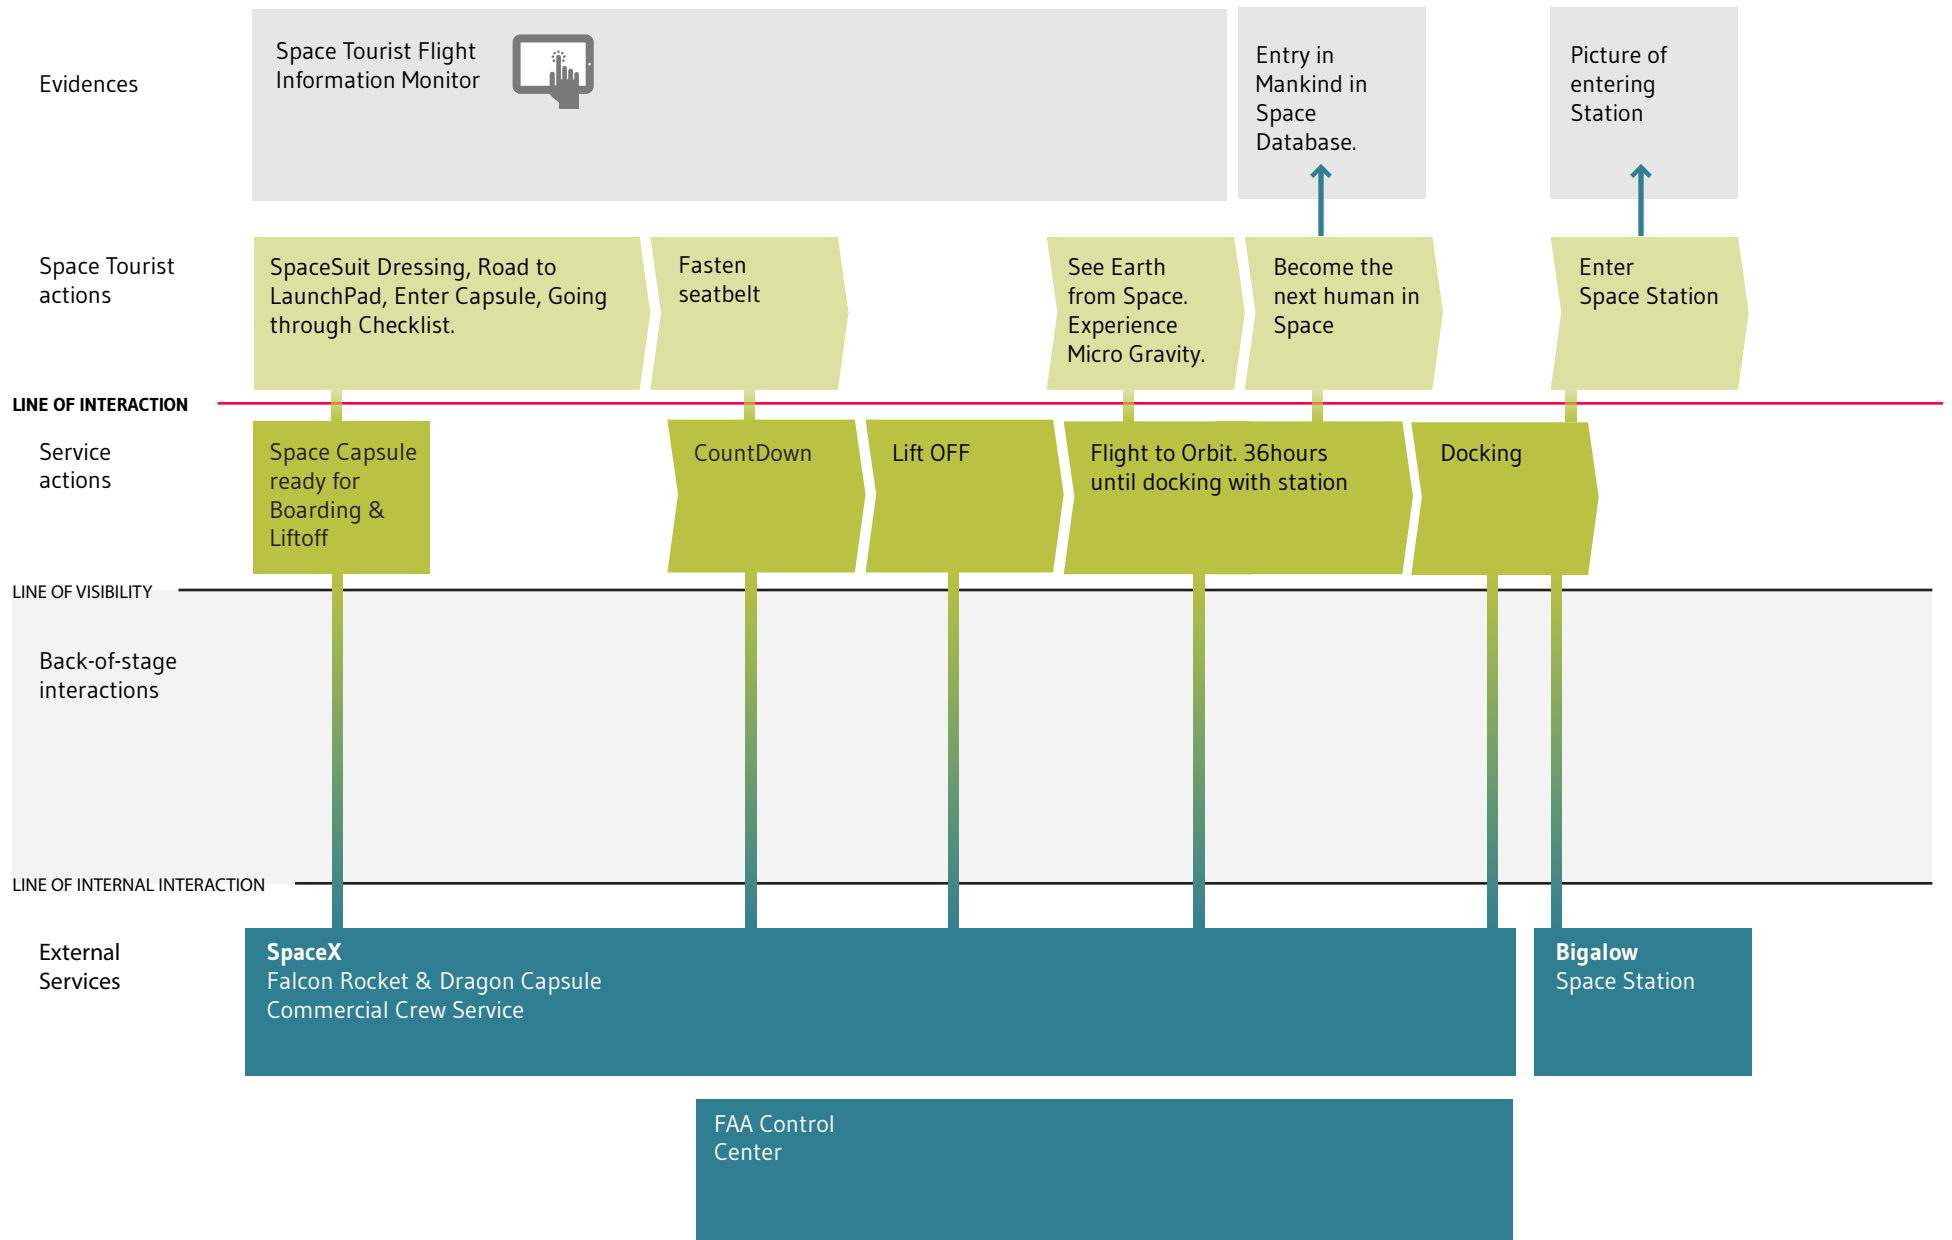 Evidences
Space Tourist Flight
Information Monitor
Entry in
Mankind in
Space
Database.
Picture of
entering
Station
Space Tourist
actions
SpaceSuit Dressing, Road to
LaunchPad, Enter Capsule, Going
through Checklist.
Fasten
seatbelt
See Earth
from Space.
Experience
Micro Gravity.
Become the
next human in
Space
Enter
Space Station
LINE OF INTERACTION
Service
actions
Space Capsule
ready for
Boarding &
Liftoff
CountDown
Lift OFF
Flight to Orbit. 36hours
until docking with station
Docking
LINE OF VISIBILITY
Back-of-stage
interactions
LINE OF INTERNAL INTERACTION
External
Services
SpaceX
Falcon Rocket & Dragon Capsule
Commercial Crew Service
Bigalow
Space Station
FAA Control
Center